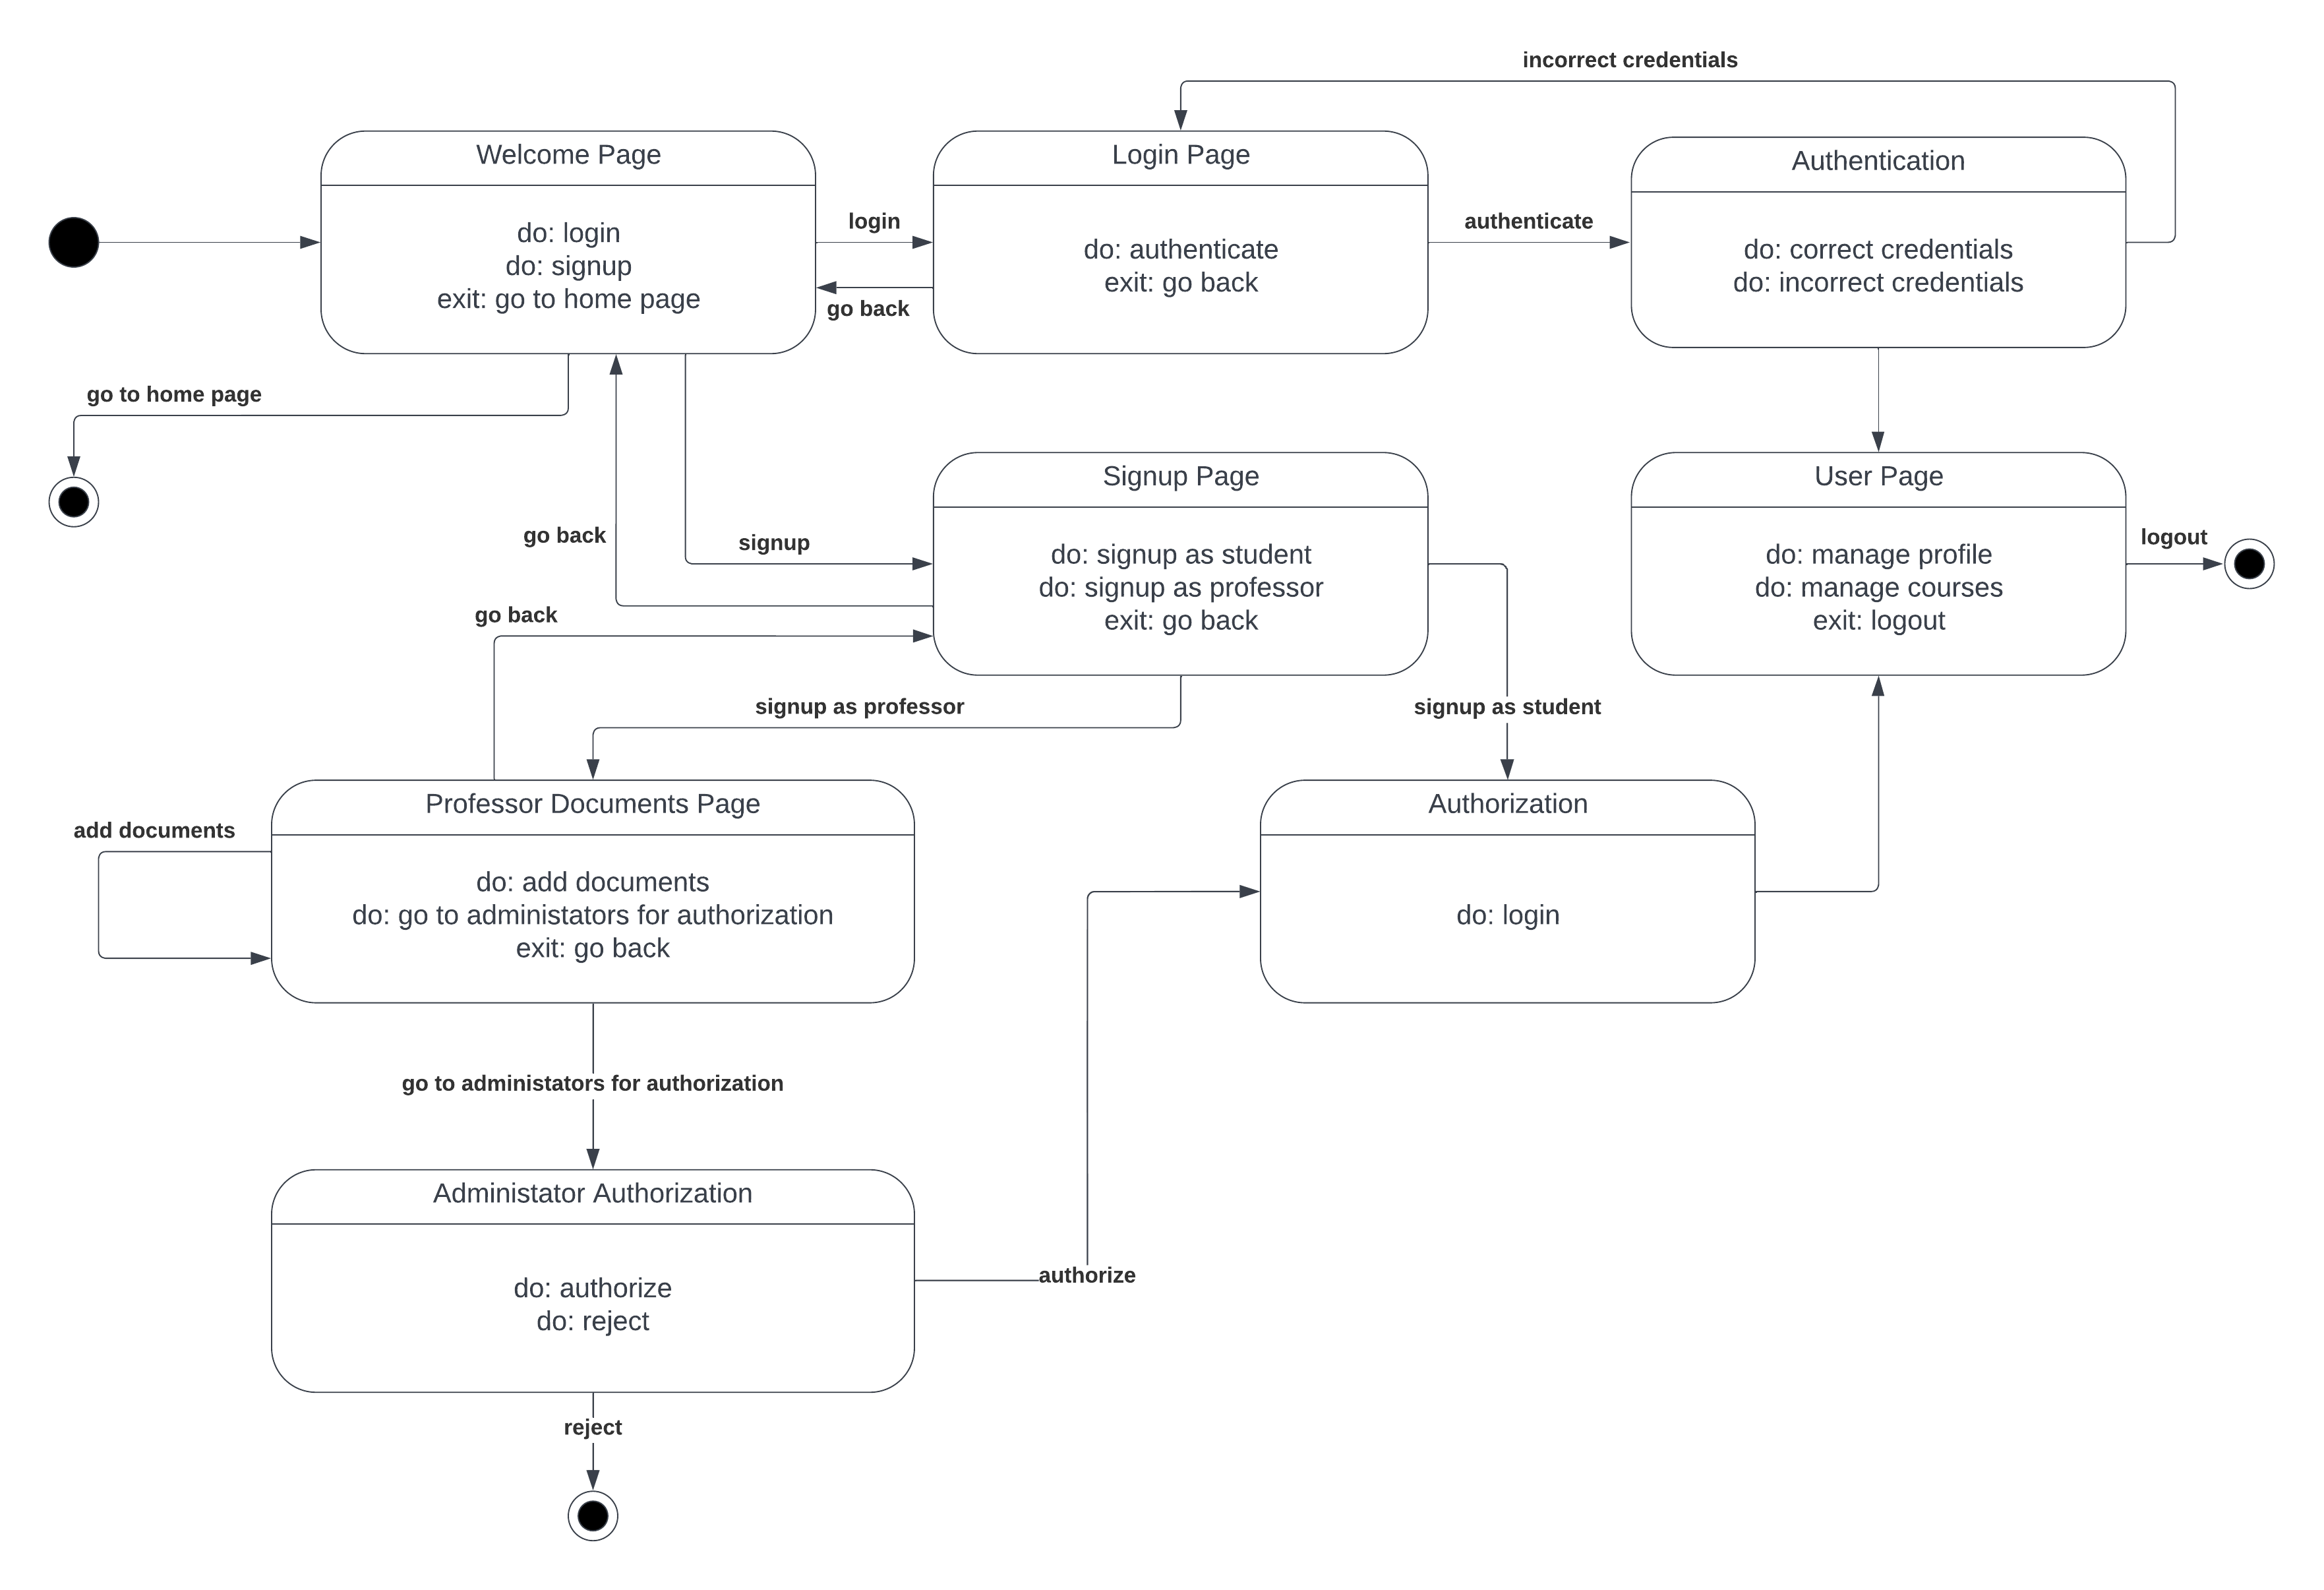 incorrect credentials
Welcome Page
do: login
do: signup
exit: go to home page
login
go back
Login Page
do: authenticate
exit: go back
authenticate
Authentication
do: correct credentials
do: incorrect credentials
go to home page
go back
signup
Signup Page
do: signup as student
do: signup as professor
exit: go back
User Page
do: manage profile
do: manage courses
exit: logout
logout
go back
signup as professor
signup as student
add documents
Professor Documents Page
do: add documents
do: go to administators for authorization
exit: go back
Authorization
do: login
go to administators for authorization
Administator Authorization
do: authorize
do: reject
authorize
reject